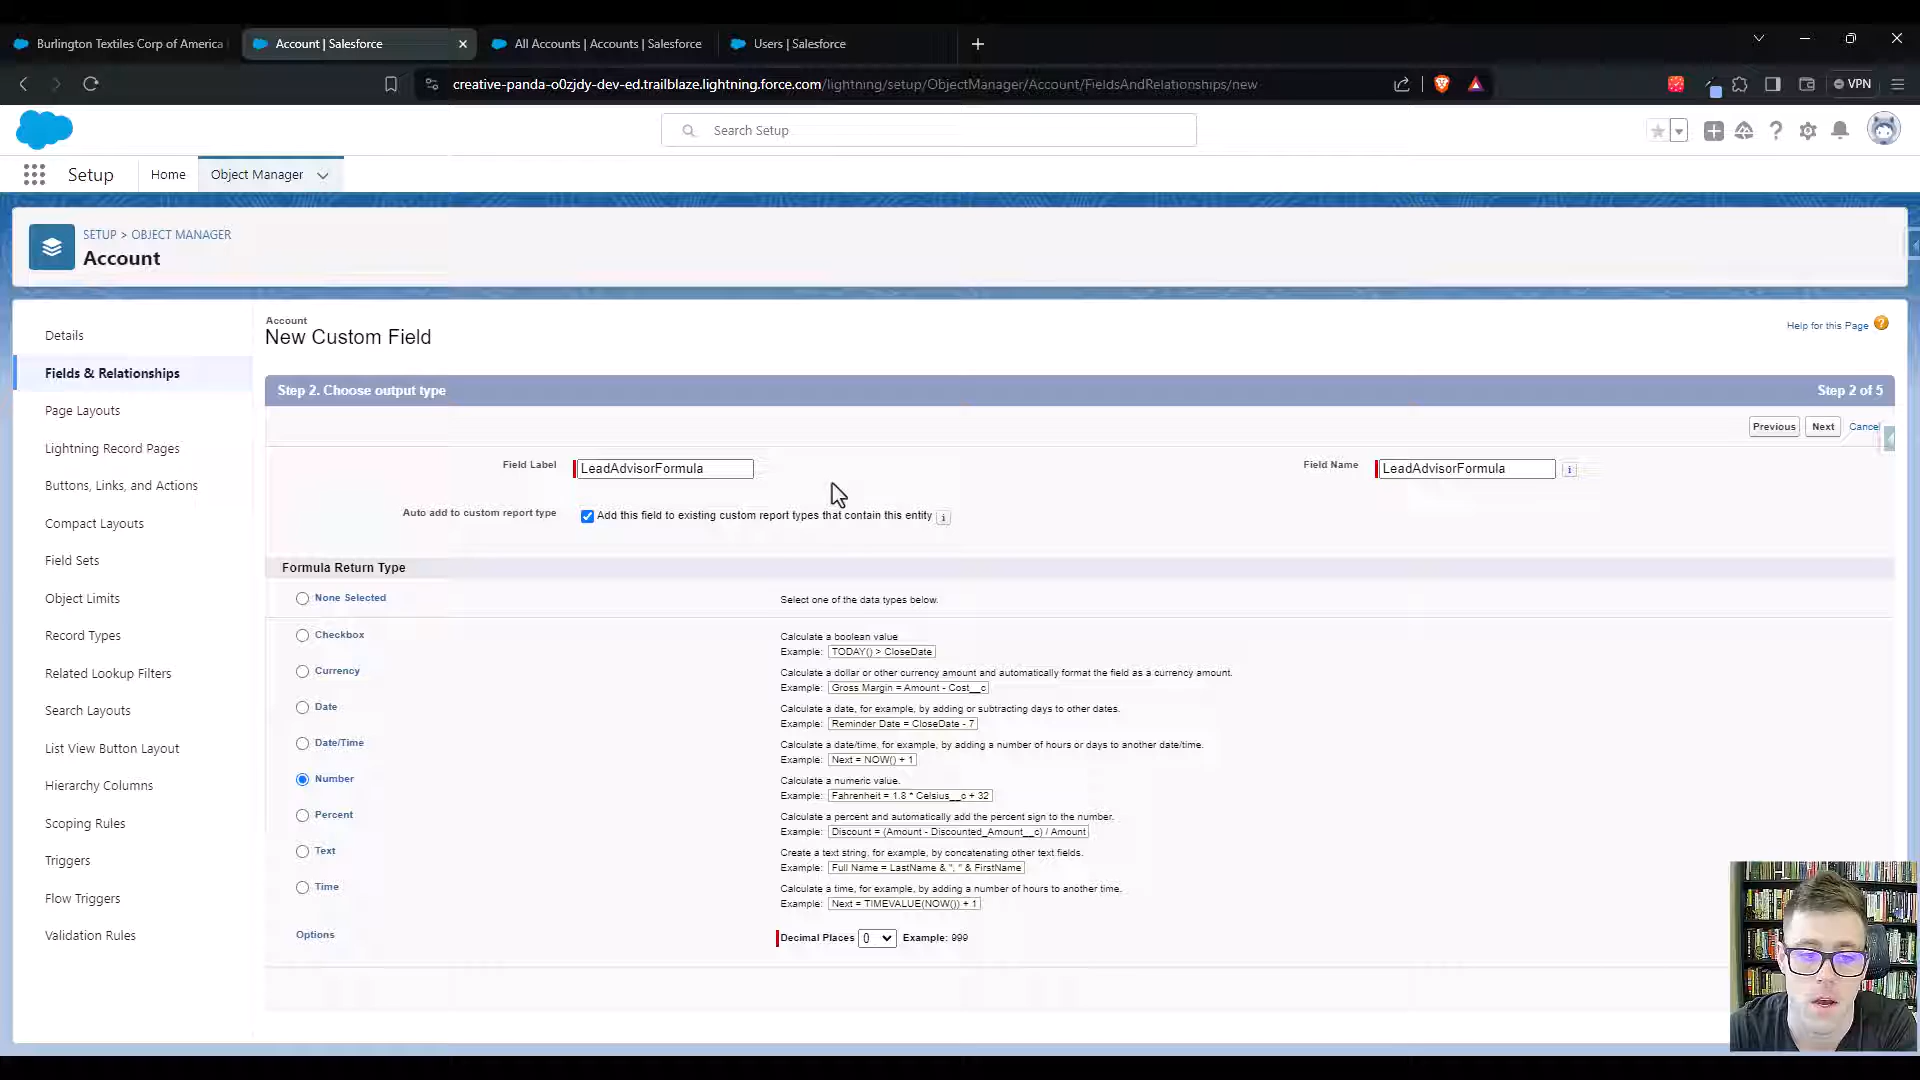 Burlington Textiles Corp of America
Account | Salesforce
All Accounts | Accounts | Salesforce
Users | Salesforce
creative-panda-o0zjdy-dev-ed.trailblaze.lightning.force.com/lightning/setup/ObjectManager/Account/FieldsAndRelationships/new
VPN
Search Setup
Setup
Home
Object Manager
SETUP > OBJECT MANAGER
Account
Details
Fields & Relationships
Page Layouts
Lightning Record Pages
Buttons, Links, and Actions
Compact Layouts
Field Sets
Object Limits
Record Types
Related Lookup Filters
Search Layouts
List View Button Layout
Hierarchy Columns
Scoping Rules
Triggers
Flow Triggers
Validation Rules
Account
New Custom Field
Help for this Page
Step 2. Choose output type
Step 2 of 5
Previous Next Cancel
Field Label LeadAdvisorFormula
Field Name LeadAdvisorFormula
Auto add to custom report type
Add this field to existing custom report types that contain this entity
Formula Return Type
None Selected
Select one of the data types below.
Checkbox
Calculate a boolean value
Example: TODAY() > CloseDate
Currency
Calculate a dollar or other currency amount and automatically format the field as a currency amount.
Example: Gross Margin = Amount - Cost__c
Date
Calculate a date, for example, by adding or subtracting days to other dates.
Example: Reminder Date = CloseDate - 7
Date/Time
Calculate a date/time, for example, by adding a number of hours or days to another date/time.
Example: Next = NOW() + 1
Number
Calculate a numeric value.
Example: Fahrenheit = 1.8 * Celsius__c + 32
Percent
Calculate a percent and automatically add the percent sign to the number.
Example: Discount = (Amount - Discounted_Amount__c) / Amount
Text
Create a text string, for example, by concatenating other text fields.
Example: Full Name = LastName & ", " & FirstName
Time
Calculate a time, for example, by adding a number of hours to another time.
Example: Next = TIMEVALUE(NOW()) + 1
Options
Decimal Places 0 Example: 999